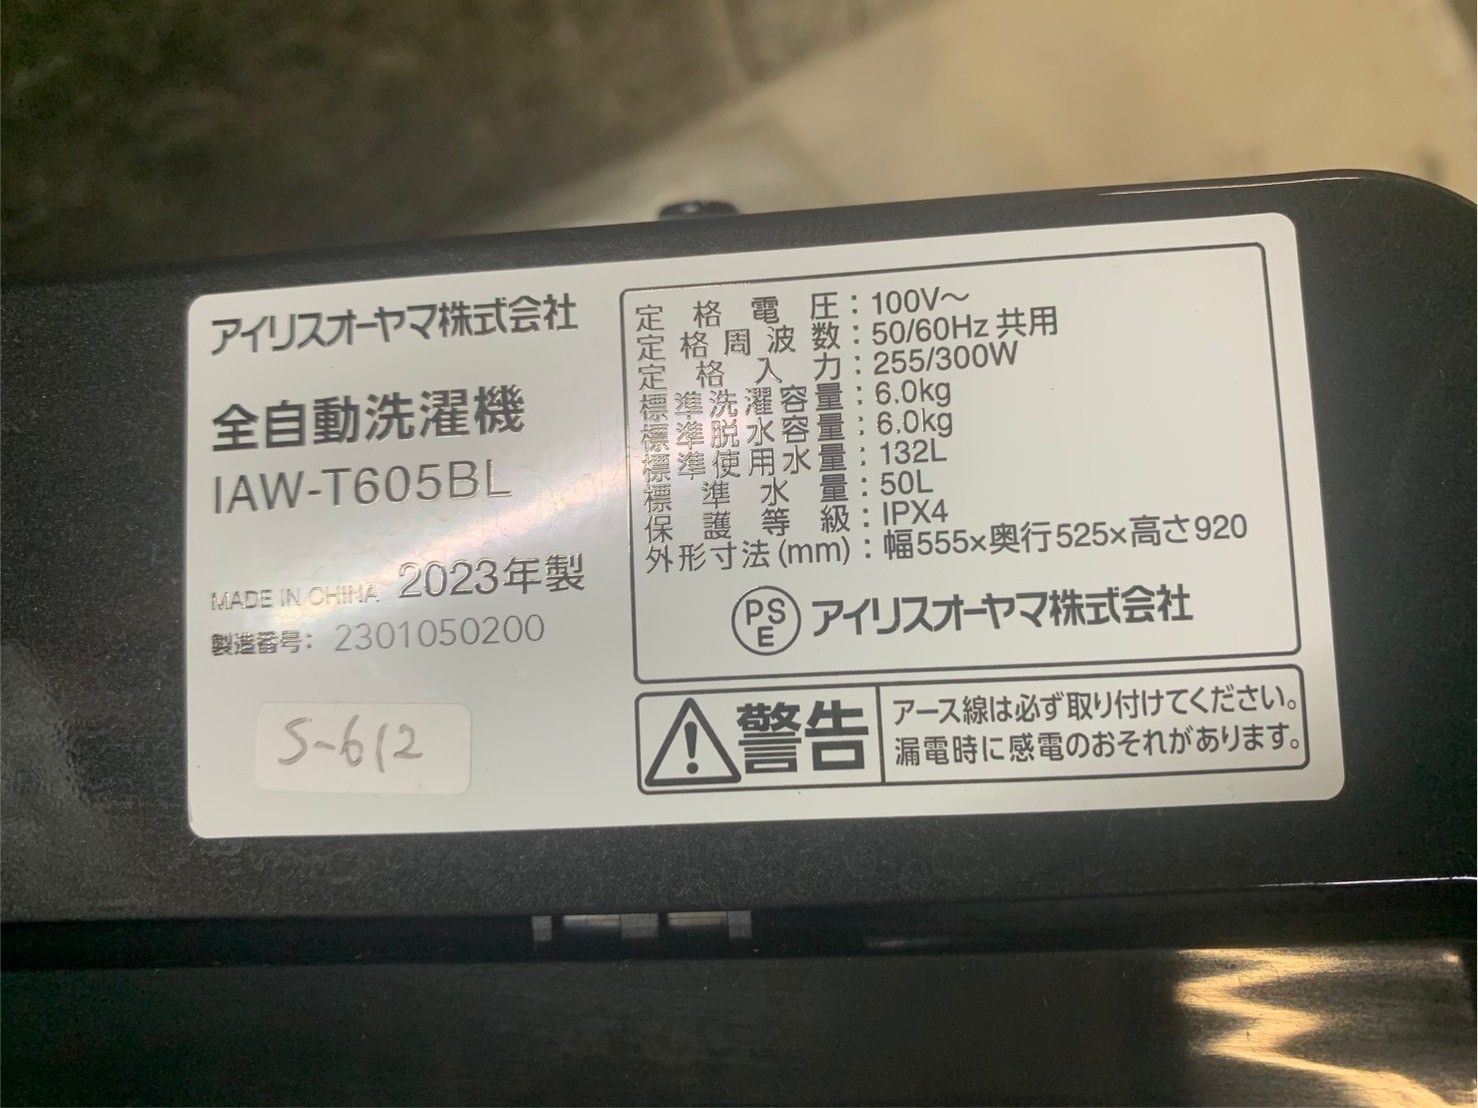 アイリスオーヤマ株式会社
全自動洗濯機
IAW-T605BL
MADE IN CHINA 2023年製
製造番号: 2301050200
S-612
定格電圧:100V～
定格周波数:50/60Hz共用
定格入力:255/300W
標準洗濯容量:6.0kg
標準脱水容量:6.0kg
標準使用水量:132L
標準水量:50L
保護等級:IPX4
外形寸法(mm):幅555×奥行525×高さ920
PSE アイリスオーヤマ株式会社
警告
アース線は必ず取り付けてください。
漏電時に感電のおそれがあります。